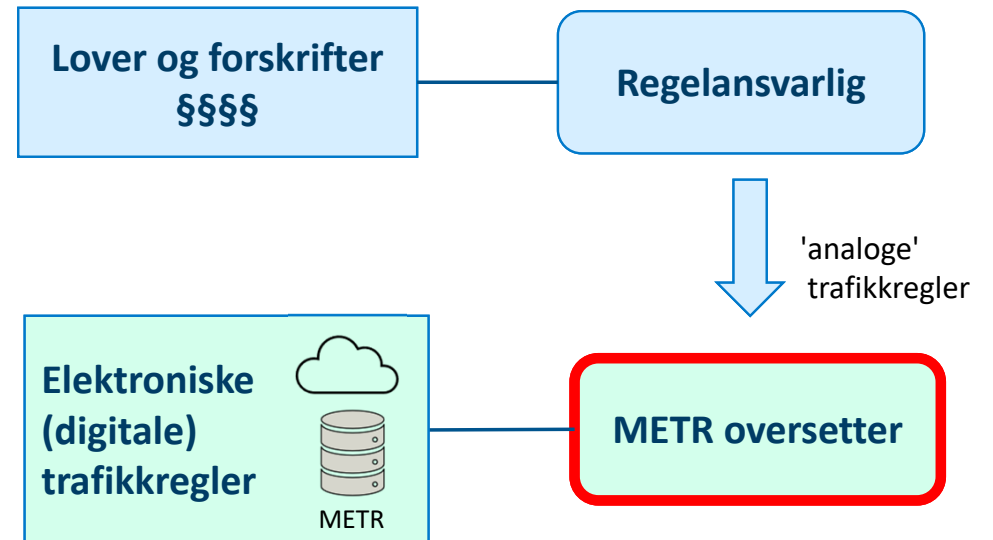 Lover og forskrifter
§§§§
Regelansvarlig
'analoge'
trafikkregler
Elektroniske
(digitale)
trafikkregler
METR
METR oversetter